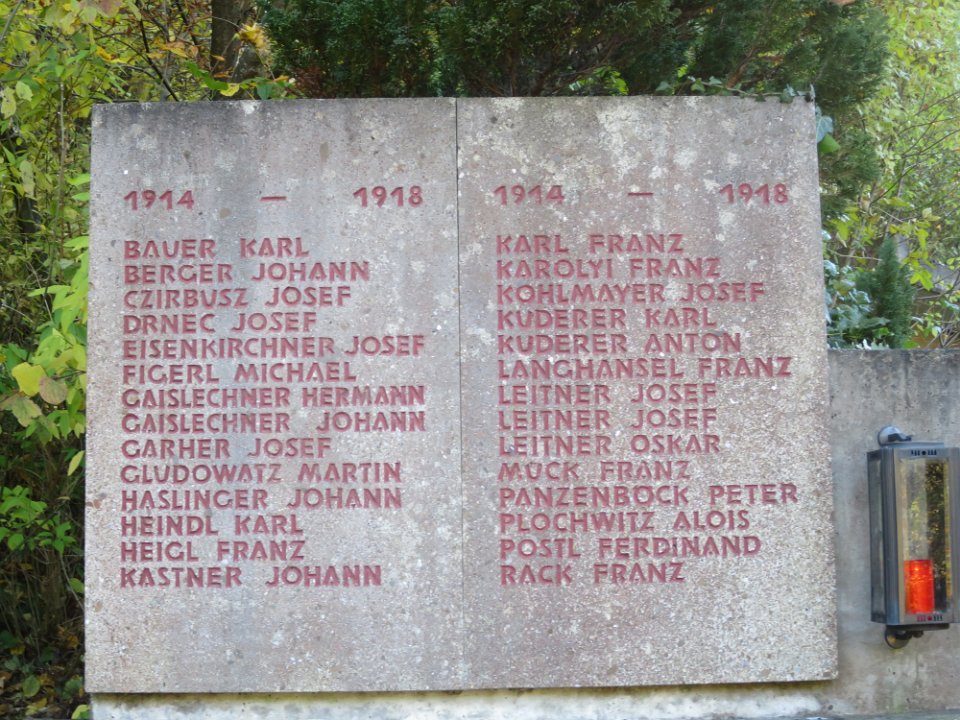 1914 — 1918
BAUER KARL
BERGER JOHANN
CZIRBUSZ JOSEF
DRNEC JOSEF
EISENKIRCHNER JOSEF
FIGERL MICHAEL
GAISLECHNER HERMANN
GAISLECHNER JOHANN
GARHER JOSEF
GLUDOWATZ MARTIN
HASLINGER JOHANN
HEINDL KARL
HEIGL FRANZ
KASTNER JOHANN
1914 — 1918
KARL FRANZ
KAROLYI FRANZ
KOHLMAYER JOSEF
KUDERER KARL
KUDERER ANTON
LANGHANSEL FRANZ
LEITNER JOSEF
LEITNER JOSEF
LEITNER OSKAR
MÜCK FRANZ
PANZENBÖCK PETER
PLOCHWITZ ALOIS
POSTL FERDINAND
RACK FRANZ